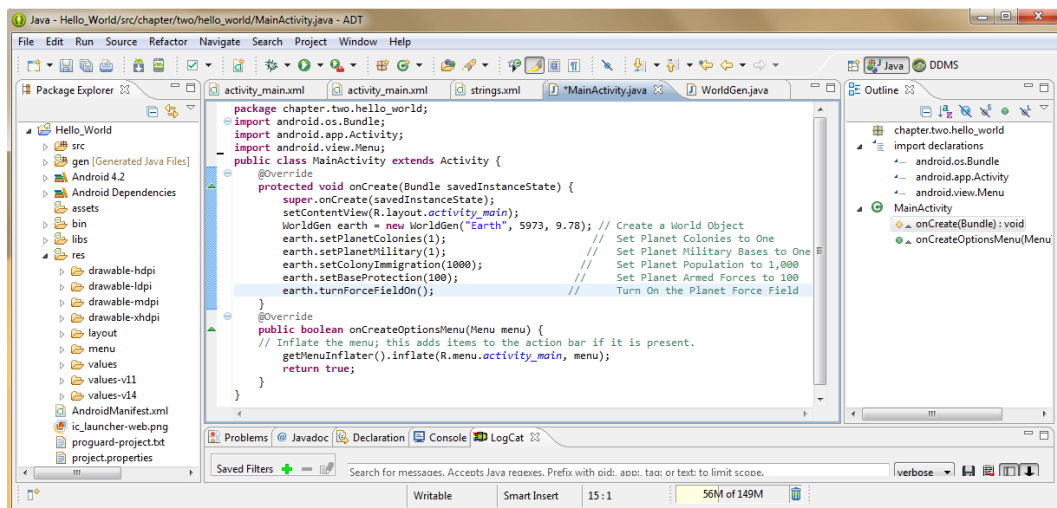 Java - Hello_World/src/chapter/two/hello_world/MainActivity.java - ADT
File Edit Run Source Refactor Navigate Search Project Window Help
Java DDMS
Package Explorer
Hello_World
src
gen [Generated Java Files]
Android 4.2
Android Dependencies
assets
bin
libs
res
drawable-hdpi
drawable-ldpi
drawable-mdpi
drawable-xhdpi
layout
menu
values
values-v11
values-v14
AndroidManifest.xml
ic_launcher-web.png
proguard-project.txt
project.properties
activity_main.xml activity_main.xml strings.xml *MainActivity.java WorldGen.java
package chapter.two.hello_world;
import android.os.Bundle;
import android.app.Activity;
import android.view.Menu;
public class MainActivity extends Activity {
@Override
protected void onCreate(Bundle savedInstanceState) {
super.onCreate(savedInstanceState);
setContentView(R.layout.activity_main);
WorldGen earth = new WorldGen("Earth", 5973, 9.78); // Create a World Object
earth.setPlanetColonies(1); // Set Planet Colonies to One
earth.setPlanetMilitary(1); // Set Planet Military Bases to One
earth.setColonyImmigration(1000); // Set Planet Population to 1,000
earth.setBaseProtection(100); // Set Planet Armed Forces to 100
earth.turnForceFieldOn(); // Turn On the Planet Force Field
}
@Override
public boolean onCreateOptionsMenu(Menu menu) {
// Inflate the menu; this adds items to the action bar if it is present.
getMenuInflater().inflate(R.menu.activity_main, menu);
return true;
}
}
Outline
chapter.two.hello_world
import declarations
android.os.Bundle
android.app.Activity
android.view.Menu
MainActivity
onCreate(Bundle) : void
onCreateOptionsMenu(Menu
Problems @ Javadoc Declaration Console LogCat
Saved Filters Search for messages. Accepts Java regexes. Prefix with pid:, app:, tag: or text: to limit scope. verbose
Writable Smart Insert 15 : 1 56M of 149M